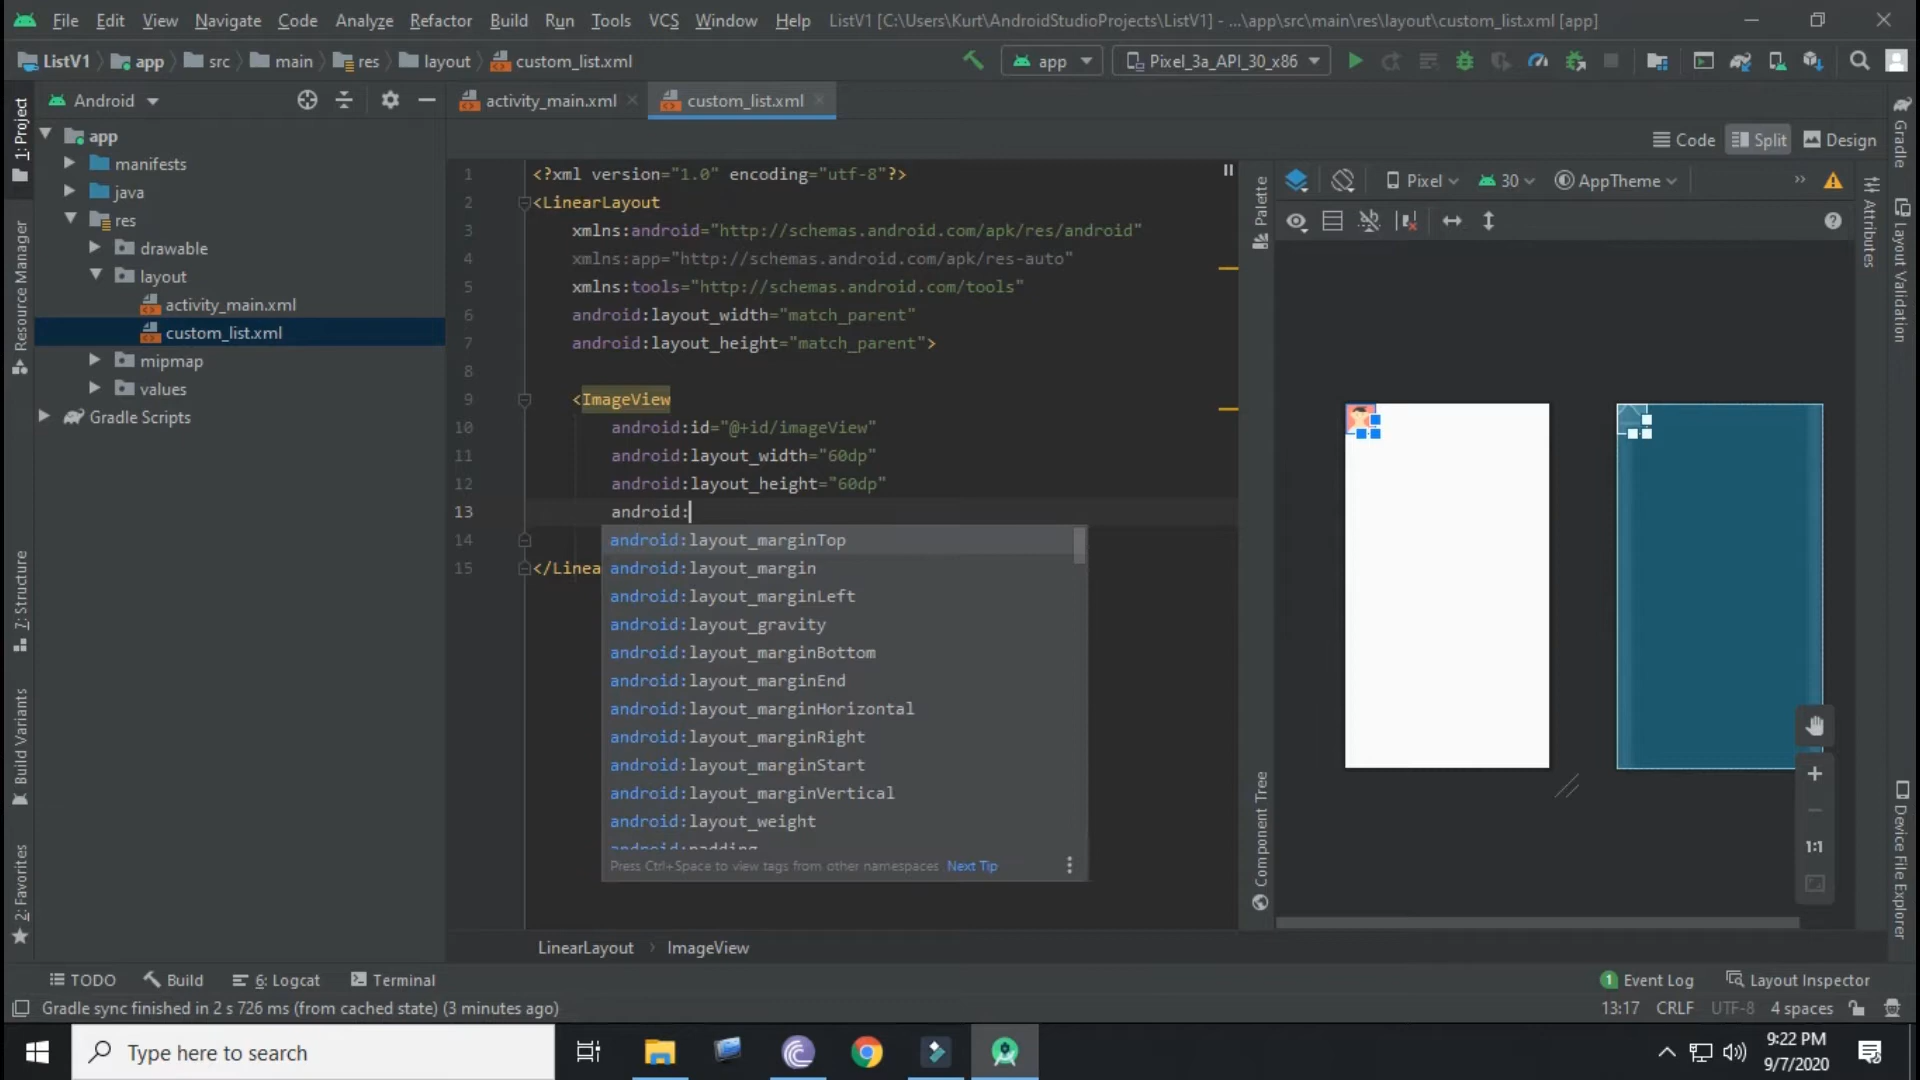 File Edit View Navigate Code Analyze Refactor Build Run Tools VCS Window Help ListV1 [C:\Users\Kurt\AndroidStudioProjects\ListV1] - ...\app\src\main\res\layout\custom_list.xml [app]
ListV1 app src main res layout custom_list.xml app Pixel_3a_API_30_x86
Android
activity_main.xml custom_list.xml
Code Split Design
app
manifests
java
res
drawable
layout
activity_main.xml
custom_list.xml
mipmap
values
Gradle Scripts
1: Project
Resource Manager
7: Structure
Build Variants
2: Favorites
1 <?xml version="1.0" encoding="utf-8"?>
2 <LinearLayout
3 xmlns:android="http://schemas.android.com/apk/res/android"
4 xmlns:app="http://schemas.android.com/apk/res-auto"
5 xmlns:tools="http://schemas.android.com/tools"
6 android:layout_width="match_parent"
7 android:layout_height="match_parent">
8
9 <ImageView
10 android:id="@+id/imageView"
11 android:layout_width="60dp"
12 android:layout_height="60dp"
13 android:
14
15 </Linea
android:layout_marginTop
android:layout_margin
android:layout_marginLeft
android:layout_gravity
android:layout_marginBottom
android:layout_marginEnd
android:layout_marginHorizontal
android:layout_marginRight
android:layout_marginStart
android:layout_marginVertical
android:layout_weight
android:padding
Press Ctrl+Space to view tags from other namespaces Next Tip
LinearLayout ImageView
Palette
Component Tree
Pixel 30 AppTheme
1:1
Gradle
Attributes
Layout Validation
Device File Explorer
TODO Build 6: Logcat Terminal
1 Event Log Layout Inspector
Gradle sync finished in 2 s 726 ms (from cached state) (3 minutes ago)
13:17 CRLF UTF-8 4 spaces
Type here to search
9:22 PM
9/7/2020